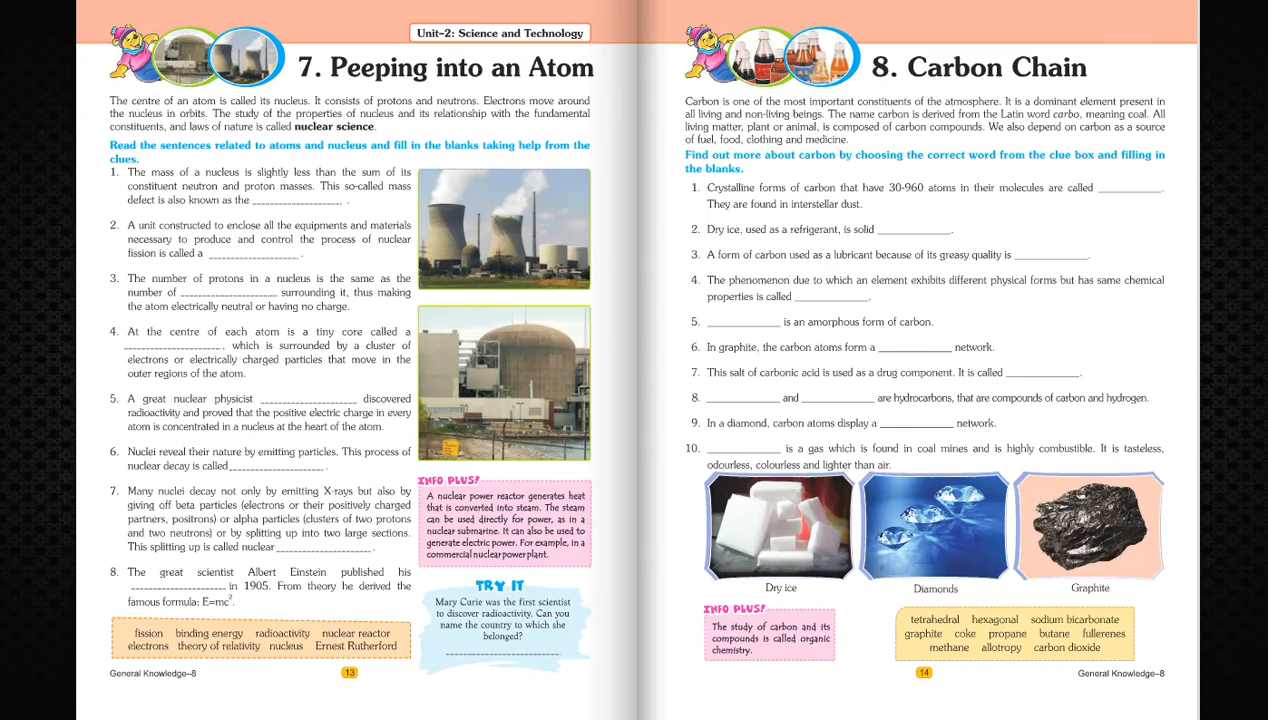 Unit–2: Science and Technology
7. Peeping into an Atom
The centre of an atom is called its nucleus. It consists of protons and neutrons. Electrons move around
the nucleus in orbits. The study of the properties of nucleus and its relationship with the fundamental
constituents, and laws of nature is called nuclear science.
Read the sentences related to atoms and nucleus and fill in the blanks taking help from the
clues.
1. The mass of a nucleus is slightly less than the sum of its
constituent neutron and proton masses. This so-called mass
defect is also known as the ____________________ .
2. A unit constructed to enclose all the equipments and materials
necessary to produce and control the process of nuclear
fission is called a ____________________ .
3. The number of protons in a nucleus is the same as the
number of ____________________ surrounding it, thus making
the atom electrically neutral or having no charge.
4. At the centre of each atom is a tiny core called a
____________________, which is surrounded by a cluster of
electrons or electrically charged particles that move in the
outer regions of the atom.
5. A great nuclear physicist ____________________ discovered
radioactivity and proved that the positive electric charge in every
atom is concentrated in a nucleus at the heart of the atom.
6. Nuclei reveal their nature by emitting particles. This process of
nuclear decay is called____________________ .
7. Many nuclei decay not only by emitting X-rays but also by
giving off beta particles (electrons or their positively charged
partners, positrons) or alpha particles (clusters of two protons
and two neutrons) or by splitting up into two large sections.
This splitting up is called nuclear ____________________ .
8. The great scientist Albert Einstein published his
____________________ in 1905. From theory he derived the
famous formula: E=mc².
INFO PLUS!
A nuclear power reactor generates heat
that is converted into steam. The steam
can be used directly for power, as in a
nuclear submarine. It can also be used to
generate electric power. For example, in a
commercial nuclear power plant.
TRY IT
Mary Curie was the first scientist
to discover radioactivity. Can you
name the country to which she
belonged?
____________________
fission binding energy radioactivity nuclear reactor
electrons theory of relativity nucleus Ernest Rutherford
General Knowledge–8
13
8. Carbon Chain
Carbon is one of the most important constituents of the atmosphere. It is a dominant element present in
all living and non-living beings. The name carbon is derived from the Latin word carbo, meaning coal. All
living matter, plant or animal, is composed of carbon compounds. We also depend on carbon as a source
of fuel, food, clothing and medicine.
Find out more about carbon by choosing the correct word from the clue box and filling in
the blanks.
1. Crystalline forms of carbon that have 30-960 atoms in their molecules are called ____________.
They are found in interstellar dust.
2. Dry ice, used as a refrigerant, is solid ____________.
3. A form of carbon used as a lubricant because of its greasy quality is ____________.
4. The phenomenon due to which an element exhibits different physical forms but has same chemical
properties is called ____________.
5. ____________ is an amorphous form of carbon.
6. In graphite, the carbon atoms form a ____________ network.
7. This salt of carbonic acid is used as a drug component. It is called ____________.
8. ____________ and ____________ are hydrocarbons, that are compounds of carbon and hydrogen.
9. In a diamond, carbon atoms display a ____________ network.
10. ____________ is a gas which is found in coal mines and is highly combustible. It is tasteless,
odourless, colourless and lighter than air.
Dry ice
Diamonds
Graphite
INFO PLUS!
The study of carbon and its
compounds is called organic
chemistry.
tetrahedral hexagonal sodium bicarbonate
graphite coke propane butane fullerenes
methane allotropy carbon dioxide
14
General Knowledge–8